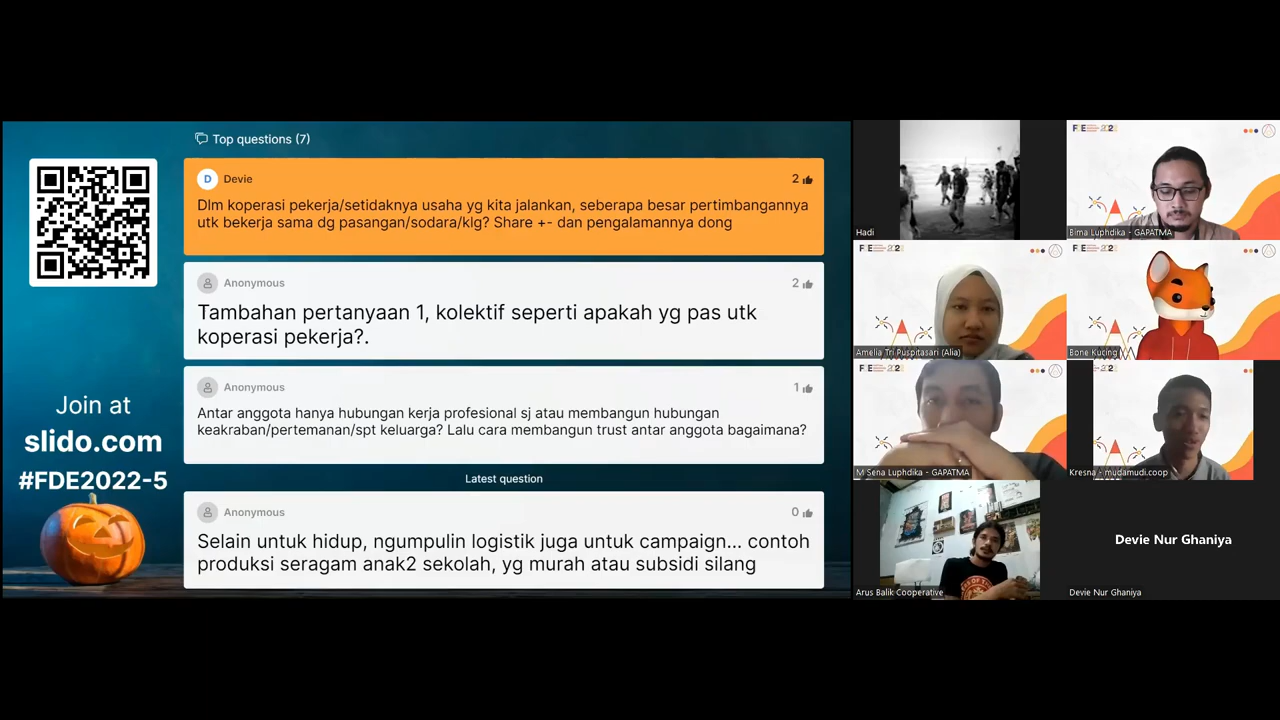 Top questions (7)
D Devie
2
Dlm koperasi pekerja/setidaknya usaha yg kita jalankan, seberapa besar pertimbangannya
utk bekerja sama dg pasangan/sodara/klg? Share +- dan pengalamannya dong
Anonymous
2
Tambahan pertanyaan 1, kolektif seperti apakah yg pas utk
koperasi pekerja?.
Anonymous
1
Antar anggota hanya hubungan kerja profesional sj atau membangun hubungan
keakraban/pertemanan/spt keluarga? Lalu cara membangun trust antar anggota bagaimana?
Latest question
Anonymous
0
Selain untuk hidup, ngumpulin logistik juga untuk campaign... contoh
produksi seragam anak2 sekolah, yg murah atau subsidi silang
Join at
slido.com
#FDE2022-5
Hadi
Bima Luphdika - GAPATMA
Amelia Tri Puspitasari (Alia)
Bone Kucing
M Sena Luphdika - GAPATMA
Kresna - mudamudi.coop
Arus Balik Cooperative
Devie Nur Ghaniya
Devie Nur Ghaniya